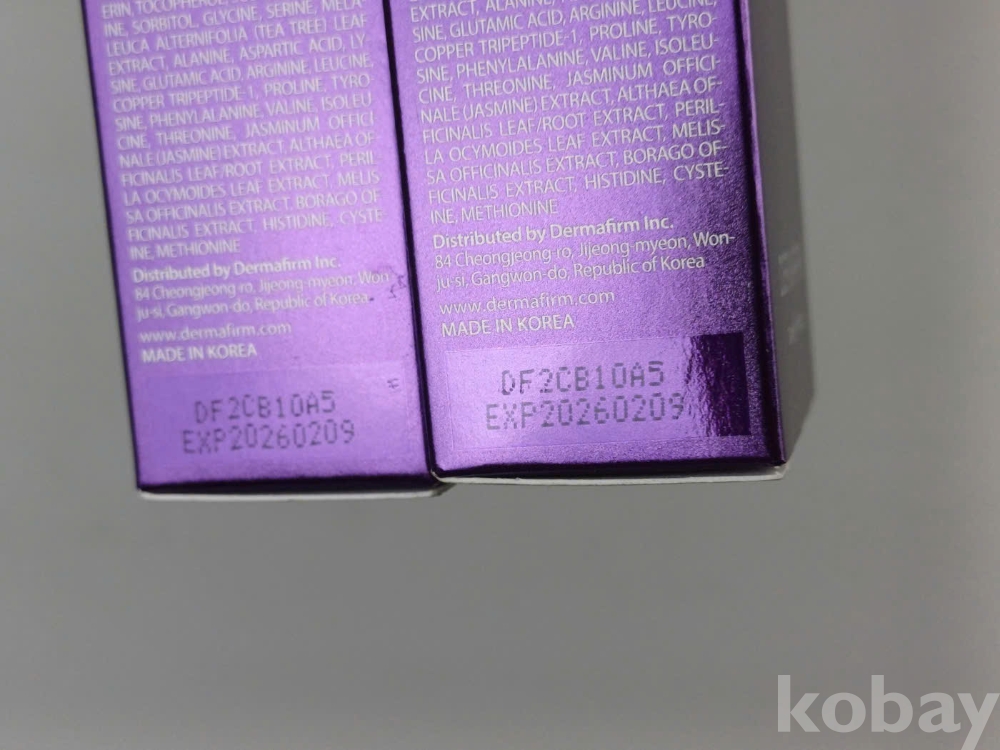 ERIN, TOCOPHEROL,
INE, SORBITOL, GLYCINE, SERINE, MELA-
LEUCA ALTERNIFOLIA (TEA TREE) LEAF
EXTRACT, ALANINE, ASPARTIC ACID, LY-
SINE, GLUTAMIC ACID, ARGININE, LEUCINE,
COPPER TRIPEPTIDE-1, PROLINE, TYRO-
SINE, PHENYLALANINE, VALINE, ISOLEU-
CINE, THREONINE, JASMINUM OFFICI-
NALE (JASMINE) EXTRACT, ALTHAEA OF-
FICINALIS LEAF/ROOT EXTRACT, PERIL-
LA OCYMOIDES LEAF EXTRACT, MELIS-
SA OFFICINALIS EXTRACT, BORAGO OF-
FICINALIS EXTRACT, HISTIDINE, CYSTE-
INE, METHIONINE
Distributed by Dermafirm Inc.
84 Cheongjeong-ro, Jijeong-myeon, Won-
ju-si, Gangwon-do, Republic of Korea
www.dermafirm.com
MADE IN KOREA
DF2CB10A5
EXP20260209
EXTRACT, ALANINE,
SINE, GLUTAMIC ACID, ARGININE, LEUCINE,
COPPER TRIPEPTIDE-1, PROLINE, TYRO-
SINE, PHENYLALANINE, VALINE, ISOLEU-
CINE, THREONINE, JASMINUM OFFICI-
NALE (JASMINE) EXTRACT, ALTHAEA OF-
FICINALIS LEAF/ROOT EXTRACT, PERIL-
LA OCYMOIDES LEAF EXTRACT, MELIS-
SA OFFICINALIS EXTRACT, BORAGO OF-
FICINALIS EXTRACT, HISTIDINE, CYSTE-
INE, METHIONINE
Distributed by Dermafirm Inc.
84 Cheongjeong-ro, Jijeong-myeon, Won-
ju-si, Gangwon-do, Republic of Korea
www.dermafirm.com
MADE IN KOREA
DF2CB10A5
EXP20260209
kobay